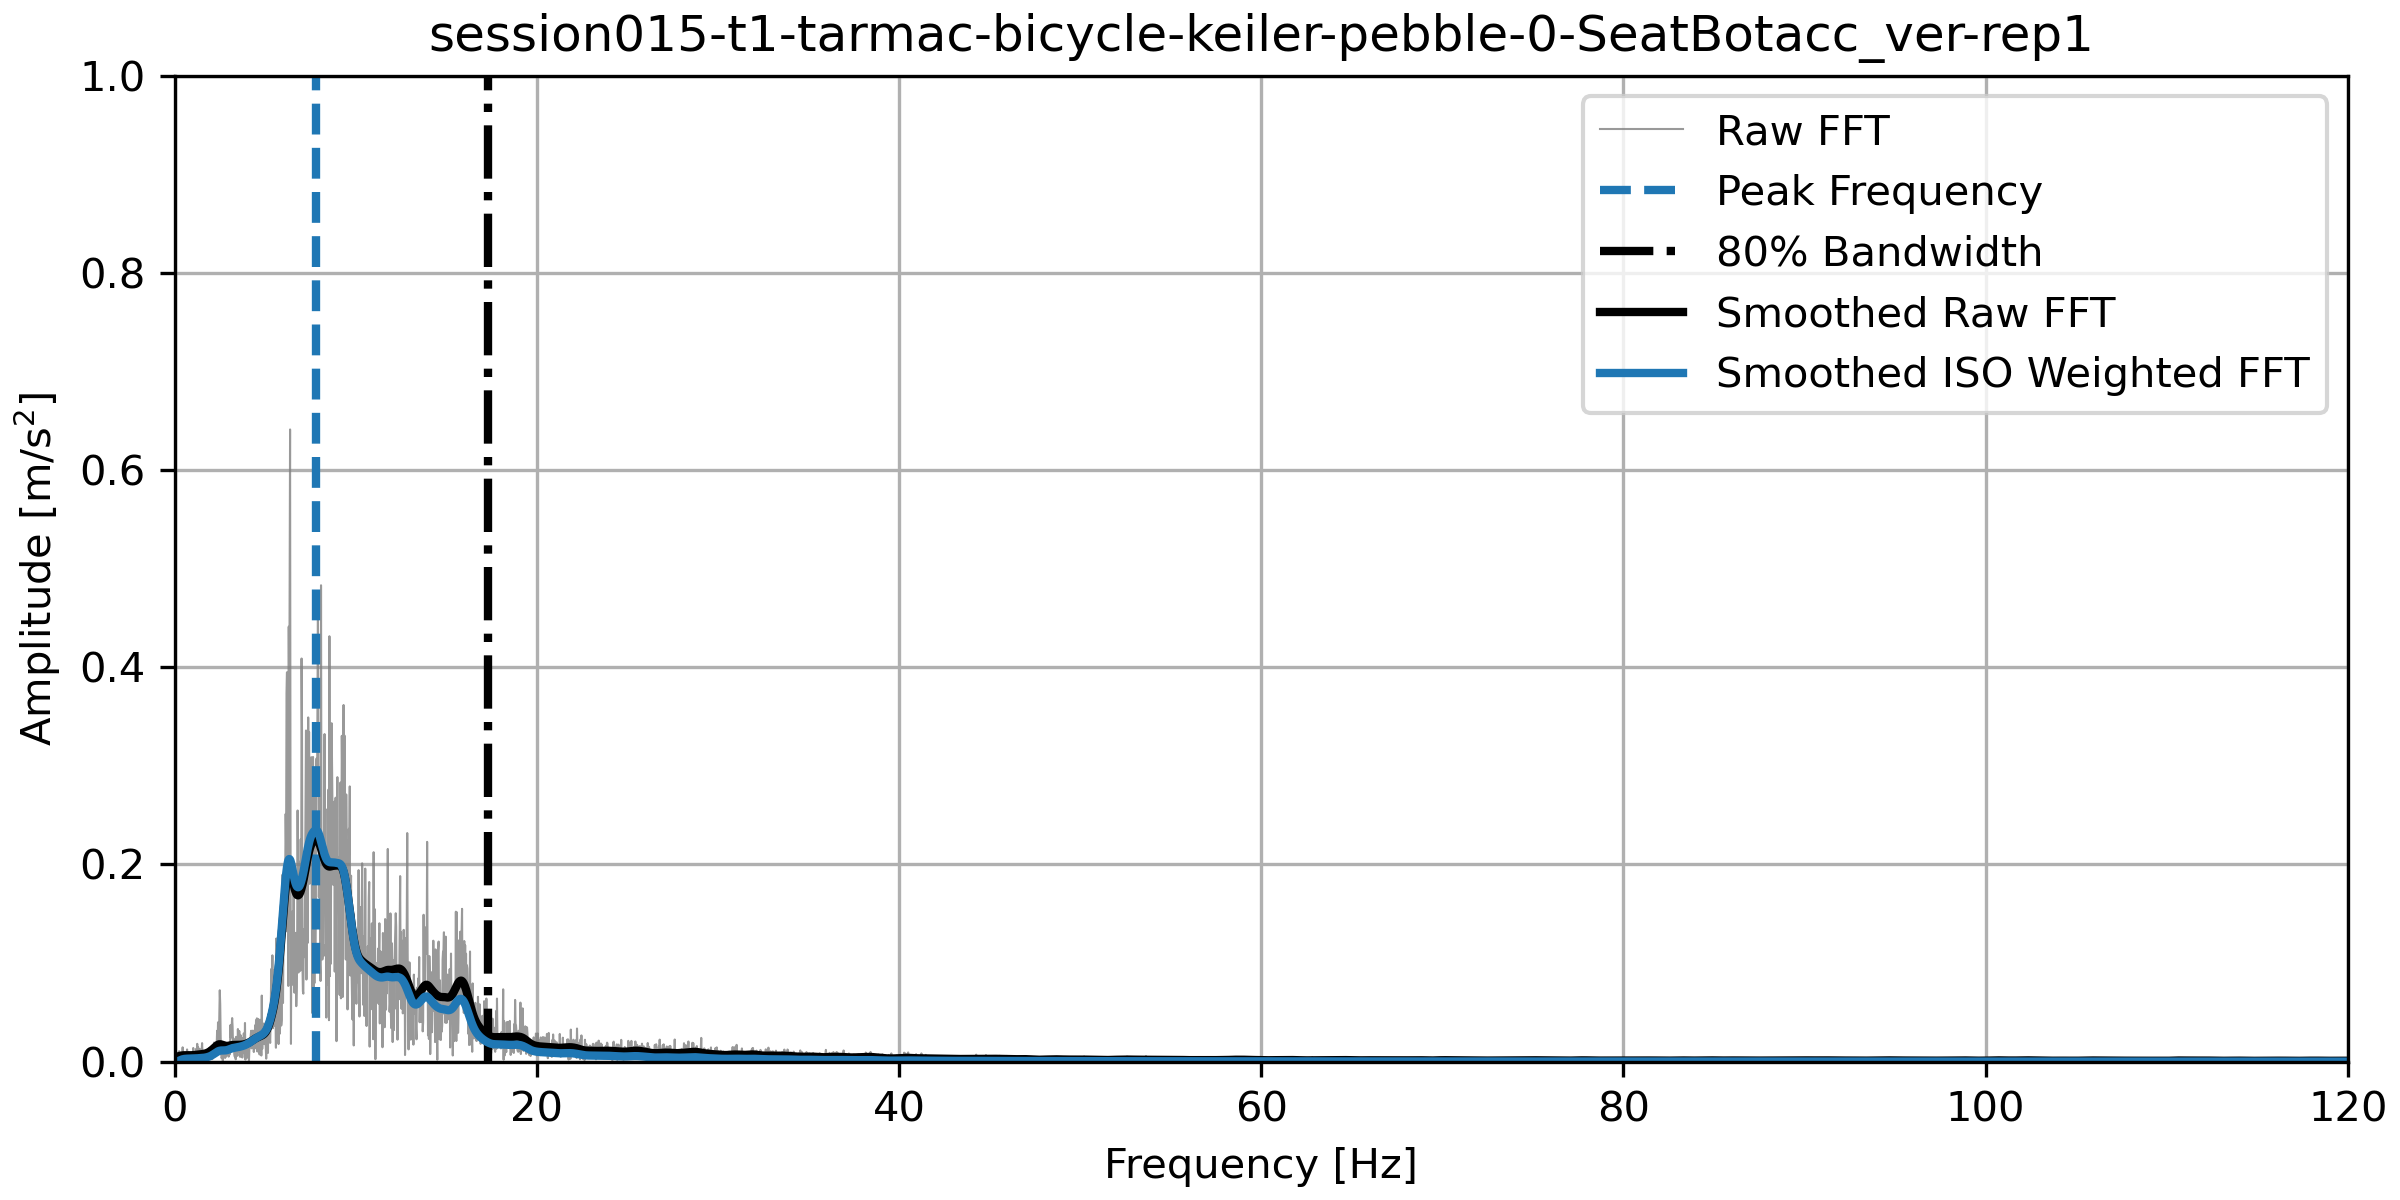 session015-t1-tarmac-bicycle-keiler-pebble-0-SeatBotacc_ver-rep1
1.0
0.8
0.6
0.4
0.2
0.0
Amplitude [m/s²]
Raw FFT
Peak Frequency
80% Bandwidth
Smoothed Raw FFT
Smoothed ISO Weighted FFT
0 20 40 60 80 100 120
Frequency [Hz]